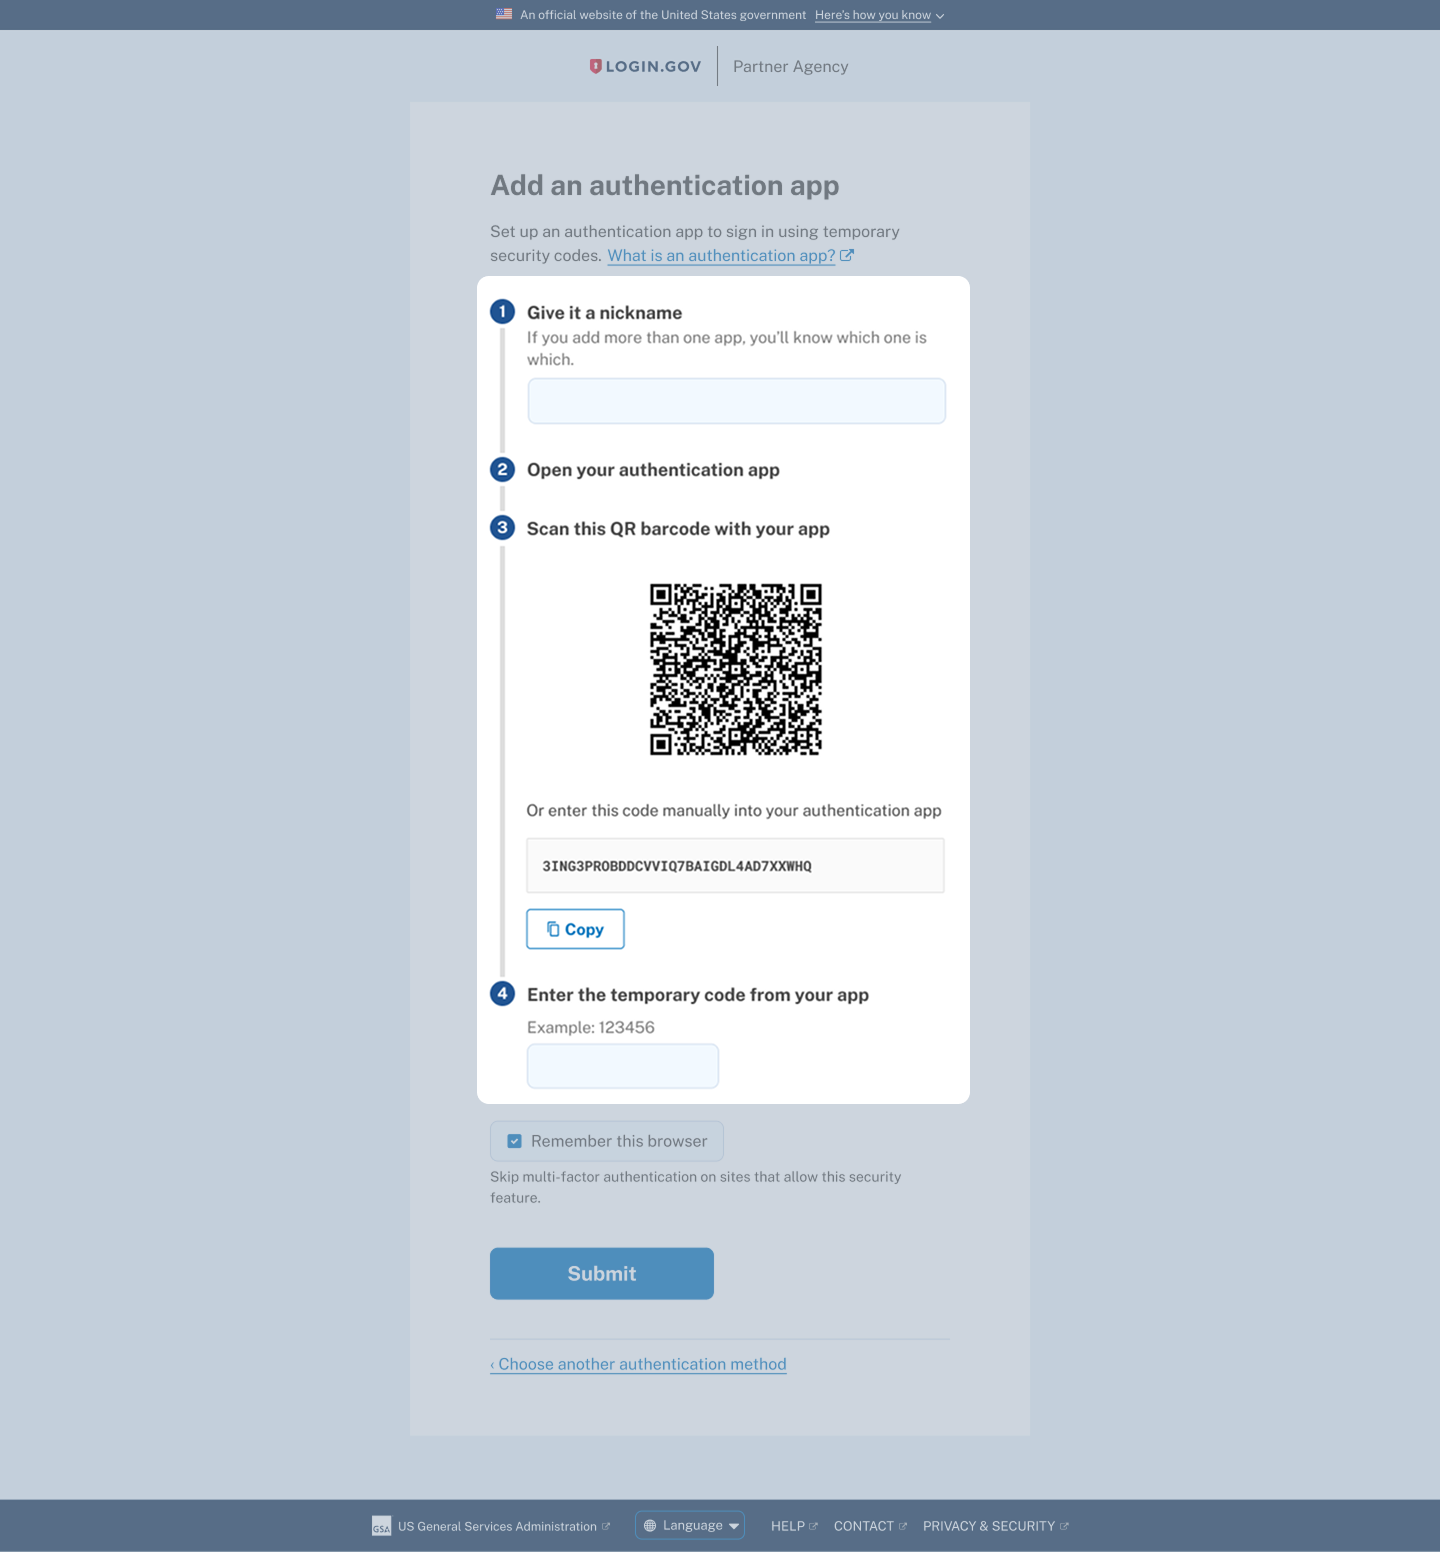 An official website of the United States government Here's how you know
LOGIN.GOV Partner Agency
Add an authentication app
Set up an authentication app to sign in using temporary
security codes. What is an authentication app?
1 Give it a nickname
If you add more than one app, you'll know which one is
which.
2 Open your authentication app
3 Scan this QR barcode with your app
Or enter this code manually into your authentication app
3ING3PROBDDCVVIQ7BAIGDL4AD7XXWHQ
Copy
4 Enter the temporary code from your app
Example: 123456
Remember this browser
Skip multi-factor authentication on sites that allow this security
feature.
Submit
‹ Choose another authentication method
GSA US General Services Administration Language HELP CONTACT PRIVACY & SECURITY